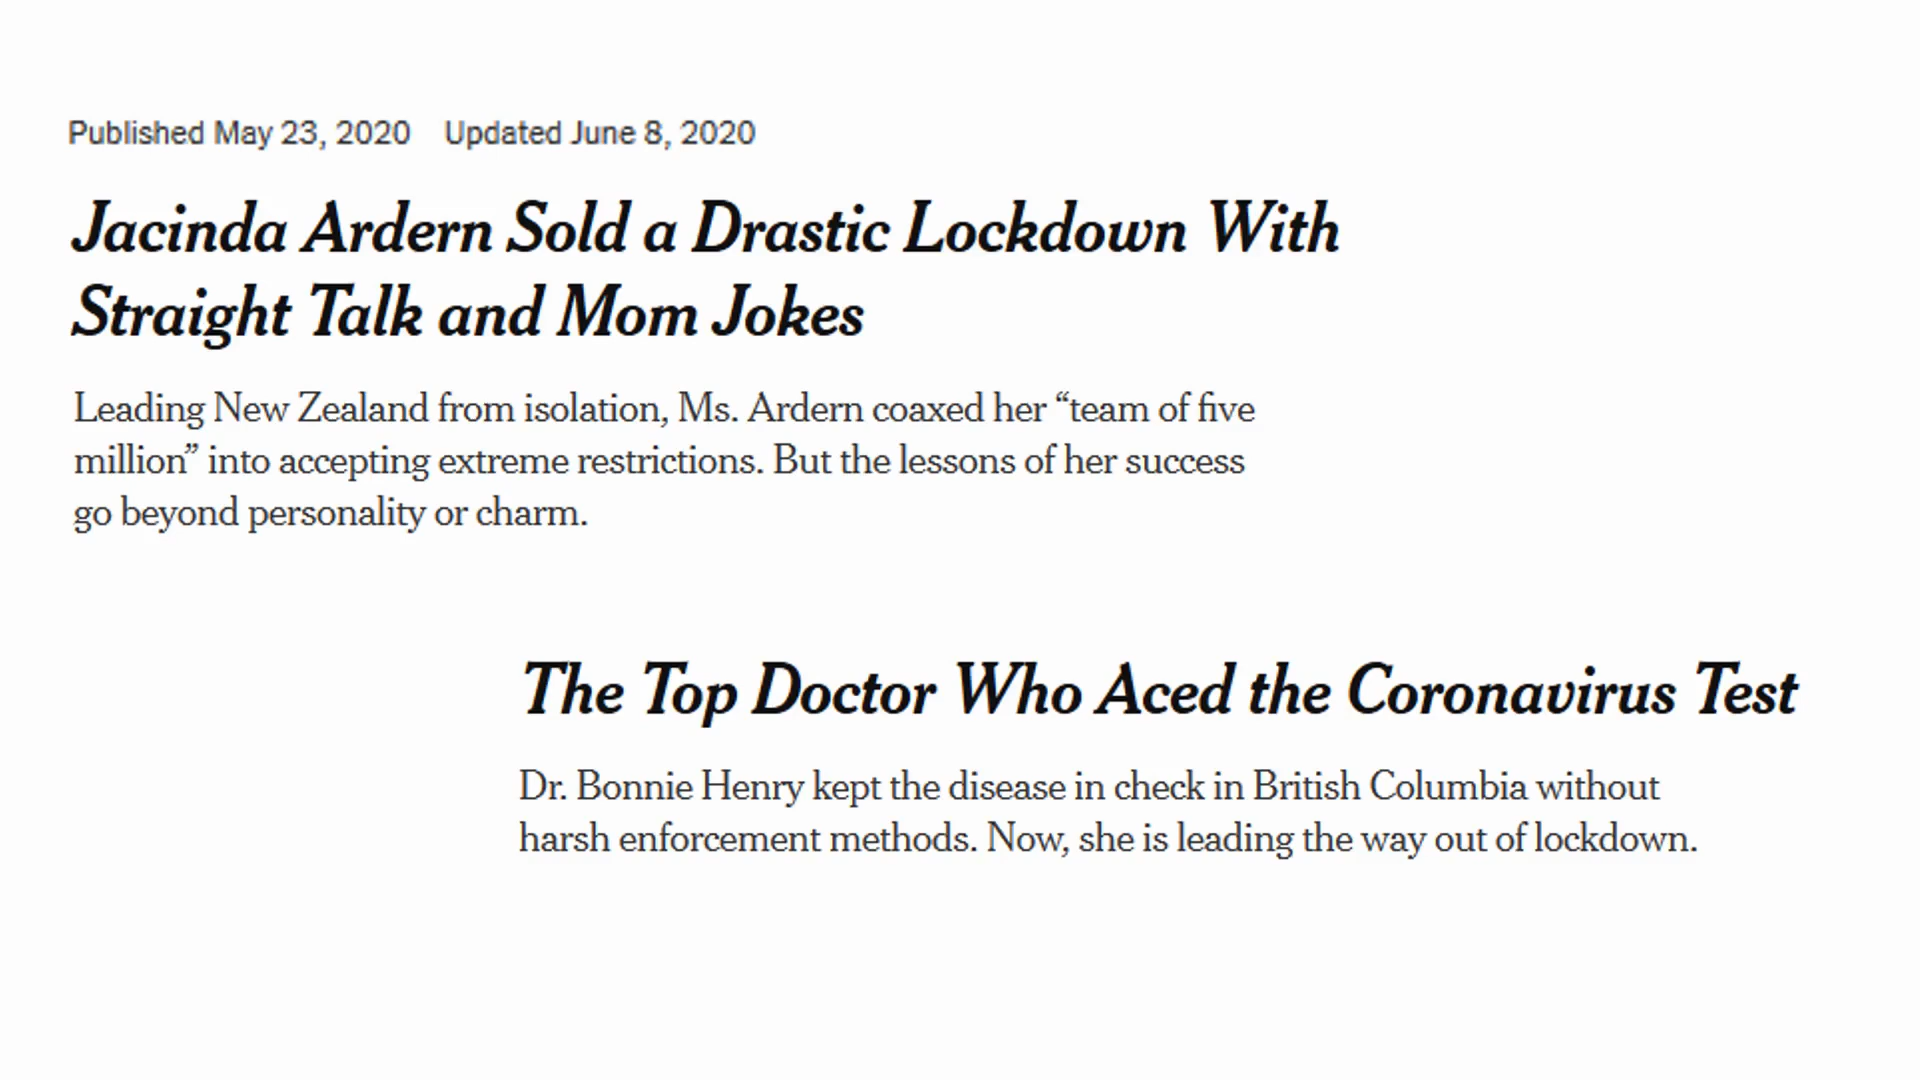 Published May 23, 2020 Updated June 8, 2020
Jacinda Ardern Sold a Drastic Lockdown With
Straight Talk and Mom Jokes
Leading New Zealand from isolation, Ms. Ardern coaxed her “team of five
million” into accepting extreme restrictions. But the lessons of her success
go beyond personality or charm.
The Top Doctor Who Aced the Coronavirus Test
Dr. Bonnie Henry kept the disease in check in British Columbia without
harsh enforcement methods. Now, she is leading the way out of lockdown.